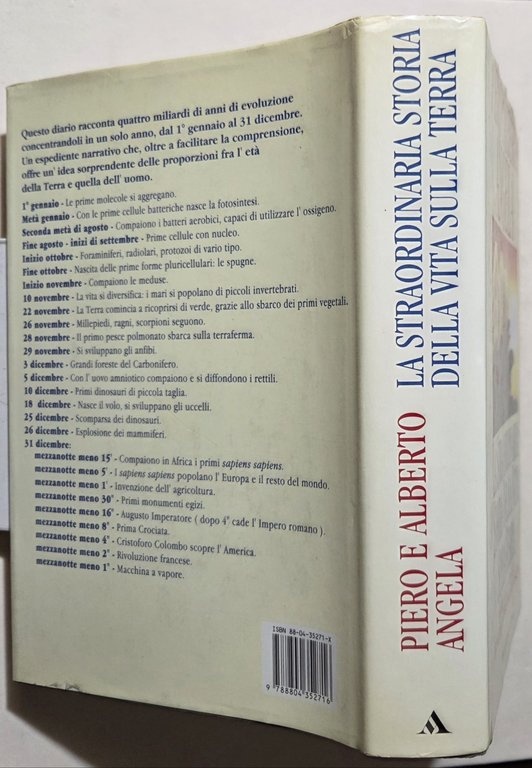 Questo diario racconta quattro miliardi di anni di evoluzione
concentrandoli in un solo anno, dal 1° gennaio al 31 dicembre.
Un espediente narrativo che, oltre a facilitare la comprensione,
offre un' idea sorprendente delle proporzioni fra l' età
della Terra e quella dell' uomo.
1° gennaio - Le prime molecole si aggregano.
Metà gennaio - Con le prime cellule batteriche nasce la fotosintesi.
Seconda metà di agosto - Compaiono i batteri aerobici, capaci di utilizzare l' ossigeno.
Fine agosto - inizi di settembre - Prime cellule con nucleo.
Inizio ottobre - Foraminiferi, radiolari, protozoi di vario tipo.
Fine ottobre - Nascita delle prime forme pluricellulari: le spugne.
Inizio novembre - Compaiono le meduse.
10 novembre - La vita si diversifica: i mari si popolano di piccoli invertebrati.
22 novembre - La Terra comincia a ricoprirsi di verde, grazie allo sbarco dei primi vegetali.
26 novembre - Millepiedi, ragni, scorpioni seguono.
28 novembre - Il primo pesce polmonato sbarca sulla terraferma.
29 novembre - Si sviluppano gli anfibi.
3 dicembre - Grandi foreste del Carbonifero.
5 dicembre - Con l' uovo amniotico compaiono e si diffondono i rettili.
10 dicembre - Primi dinosauri di piccola taglia.
18 dicembre - Nasce il volo, si sviluppano gli uccelli.
25 dicembre - Scomparsa dei dinosauri.
26 dicembre - Esplosione dei mammiferi.
31 dicembre:
mezzanotte meno 15' - Compaiono in Africa i primi sapiens sapiens.
mezzanotte meno 5' - I sapiens sapiens popolano l' Europa e il resto del mondo.
mezzanotte meno 1' - Invenzione dell' agricoltura.
mezzanotte meno 30" - Primi monumenti egizi.
mezzanotte meno 16" - Augusto Imperatore ( dopo 4" cade l' Impero romano ).
mezzanotte meno 8" - Prima Crociata.
mezzanotte meno 4" - Cristoforo Colombo scopre l' America.
mezzanotte meno 2" - Rivoluzione francese.
mezzanotte meno 1" - Macchina a vapore.
ISBN 88-04-35271-X
9 788804 352716
PIERO E ALBERTO
ANGELA
LA STRAORDINARIA STORIA
DELLA VITA SULLA TERRA